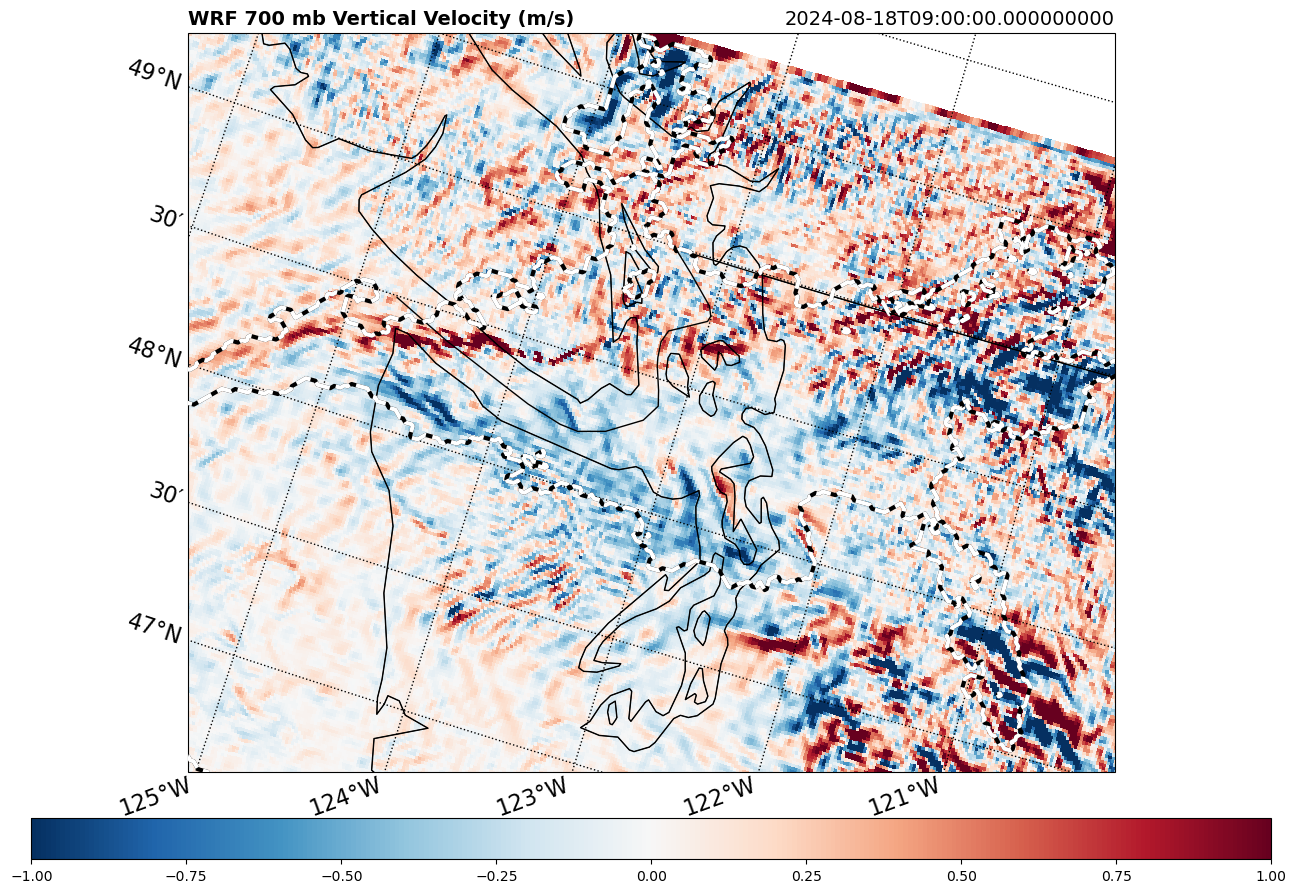 WRF 700 mb Vertical Velocity (m/s)
2024-08-18T09:00:00.000000000
49°N
30′
48°N
30′
47°N
125°W
124°W
123°W
122°W
121°W
−1.00
−0.75
−0.50
−0.25
0.00
0.25
0.50
0.75
1.00